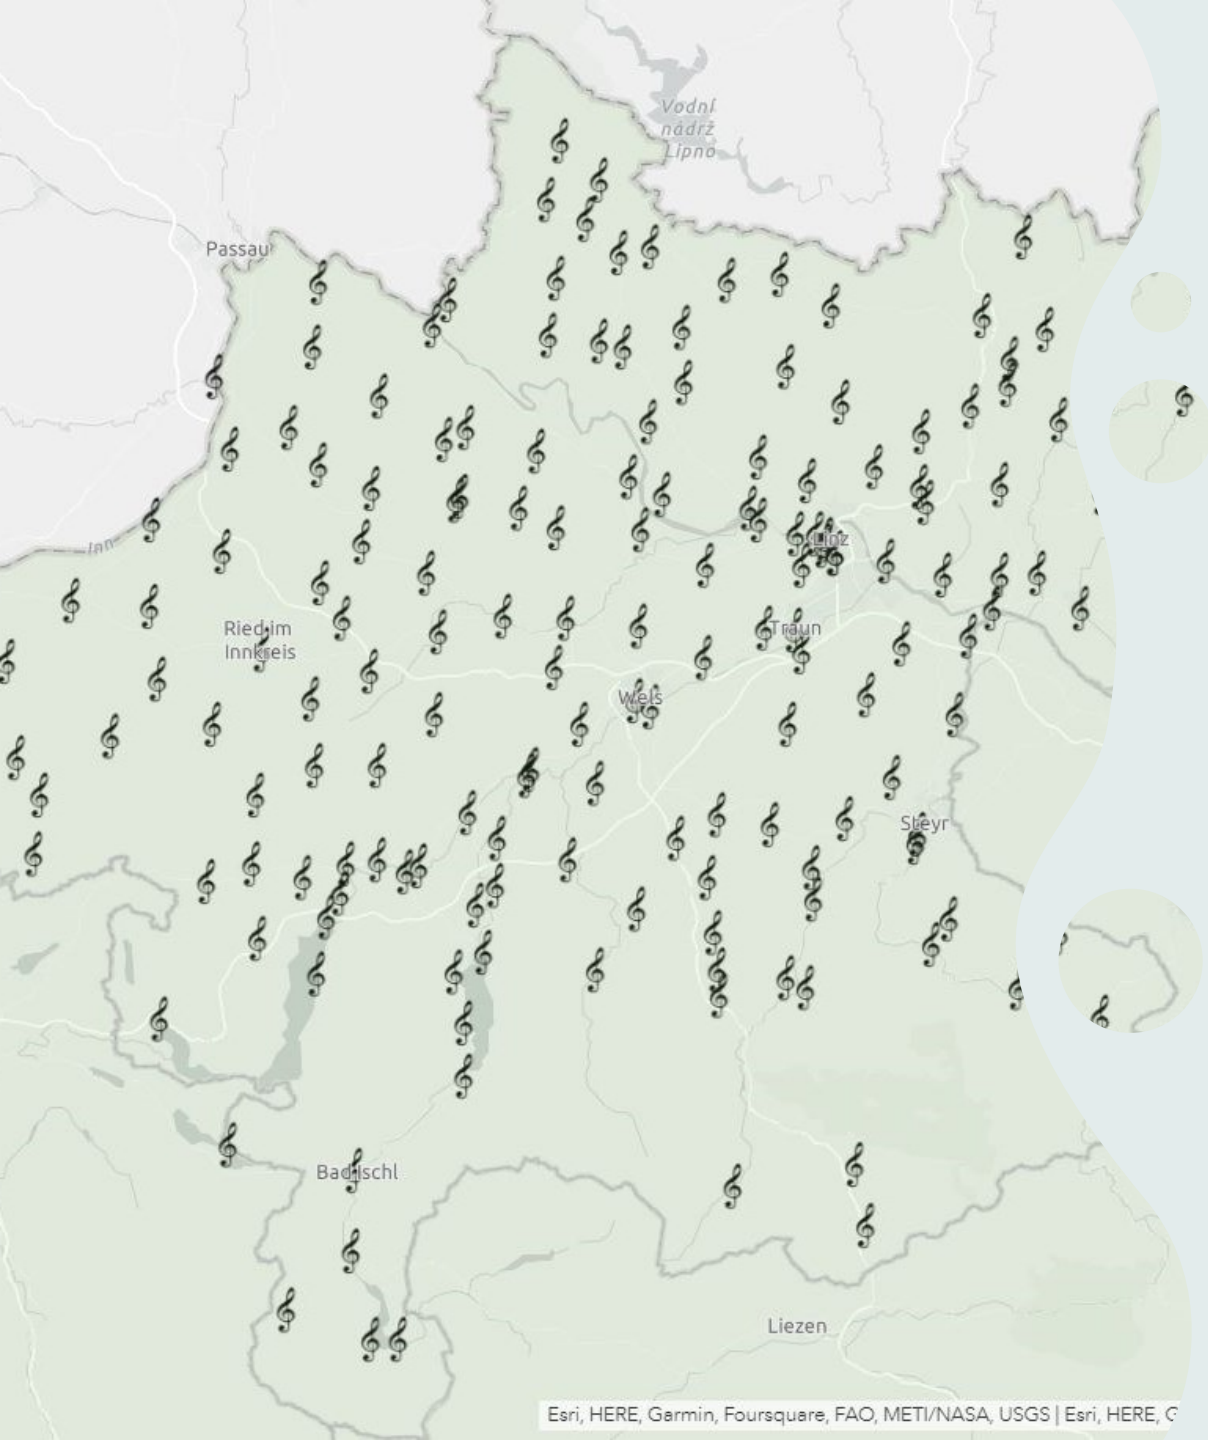 Vodní
nádrž
Lipno
Passau
Inn
Linz
Ried im
Innkreis
Traun
Wels
Steyr
Bad Ischl
Liezen
Esri, HERE, Garmin, Foursquare, FAO, METI/NASA, USGS | Esri, HERE, G